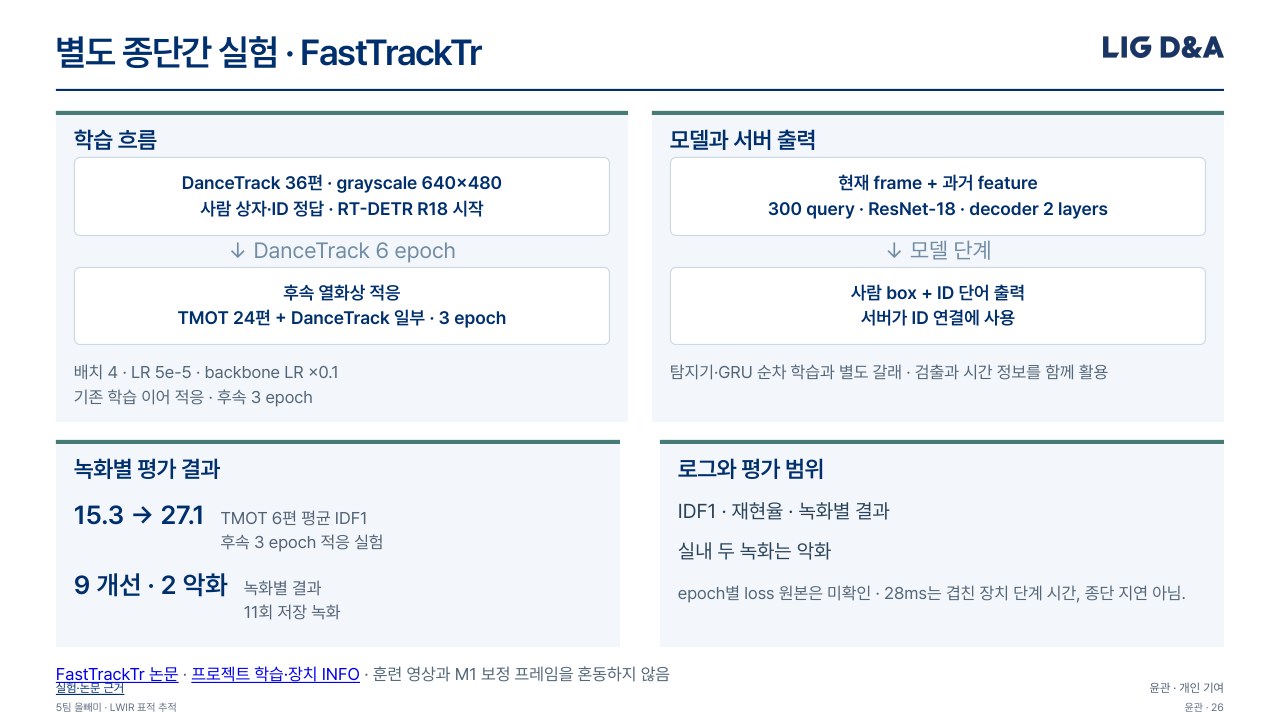 별도 종단간 실험 · FastTrackTr
LIG D&A
학습 흐름
DanceTrack 36편 · grayscale 640×480
사람 상자·ID 정답 · RT-DETR R18 시작
↓ DanceTrack 6 epoch
후속 열화상 적응
TMOT 24편 + DanceTrack 일부 · 3 epoch
배치 4 · LR 5e-5 · backbone LR ×0.1
기존 학습 이어 적응 · 후속 3 epoch
모델과 서버 출력
현재 frame + 과거 feature
300 query · ResNet-18 · decoder 2 layers
↓ 모델 단계
사람 box + ID 단어 출력
서버가 ID 연결에 사용
탐지기·GRU 순차 학습과 별도 갈래 · 검출과 시간 정보를 함께 활용
녹화별 평가 결과
15.3 → 27.1 TMOT 6편 평균 IDF1
후속 3 epoch 적응 실험
9 개선 · 2 악화 녹화별 결과
11회 저장 녹화
로그와 평가 범위
IDF1 · 재현율 · 녹화별 결과
실내 두 녹화는 악화
epoch별 loss 원본은 미확인 · 28ms는 겹친 장치 단계 시간, 종단 지연 아님.
FastTrackTr 논문 · 프로젝트 학습·장치 INFO · 훈련 영상과 M1 보정 프레임을 혼동하지 않음
실험·논문 근거
윤관 · 개인 기여
5팀 올빼미 · LWIR 표적 추적
윤관 · 26